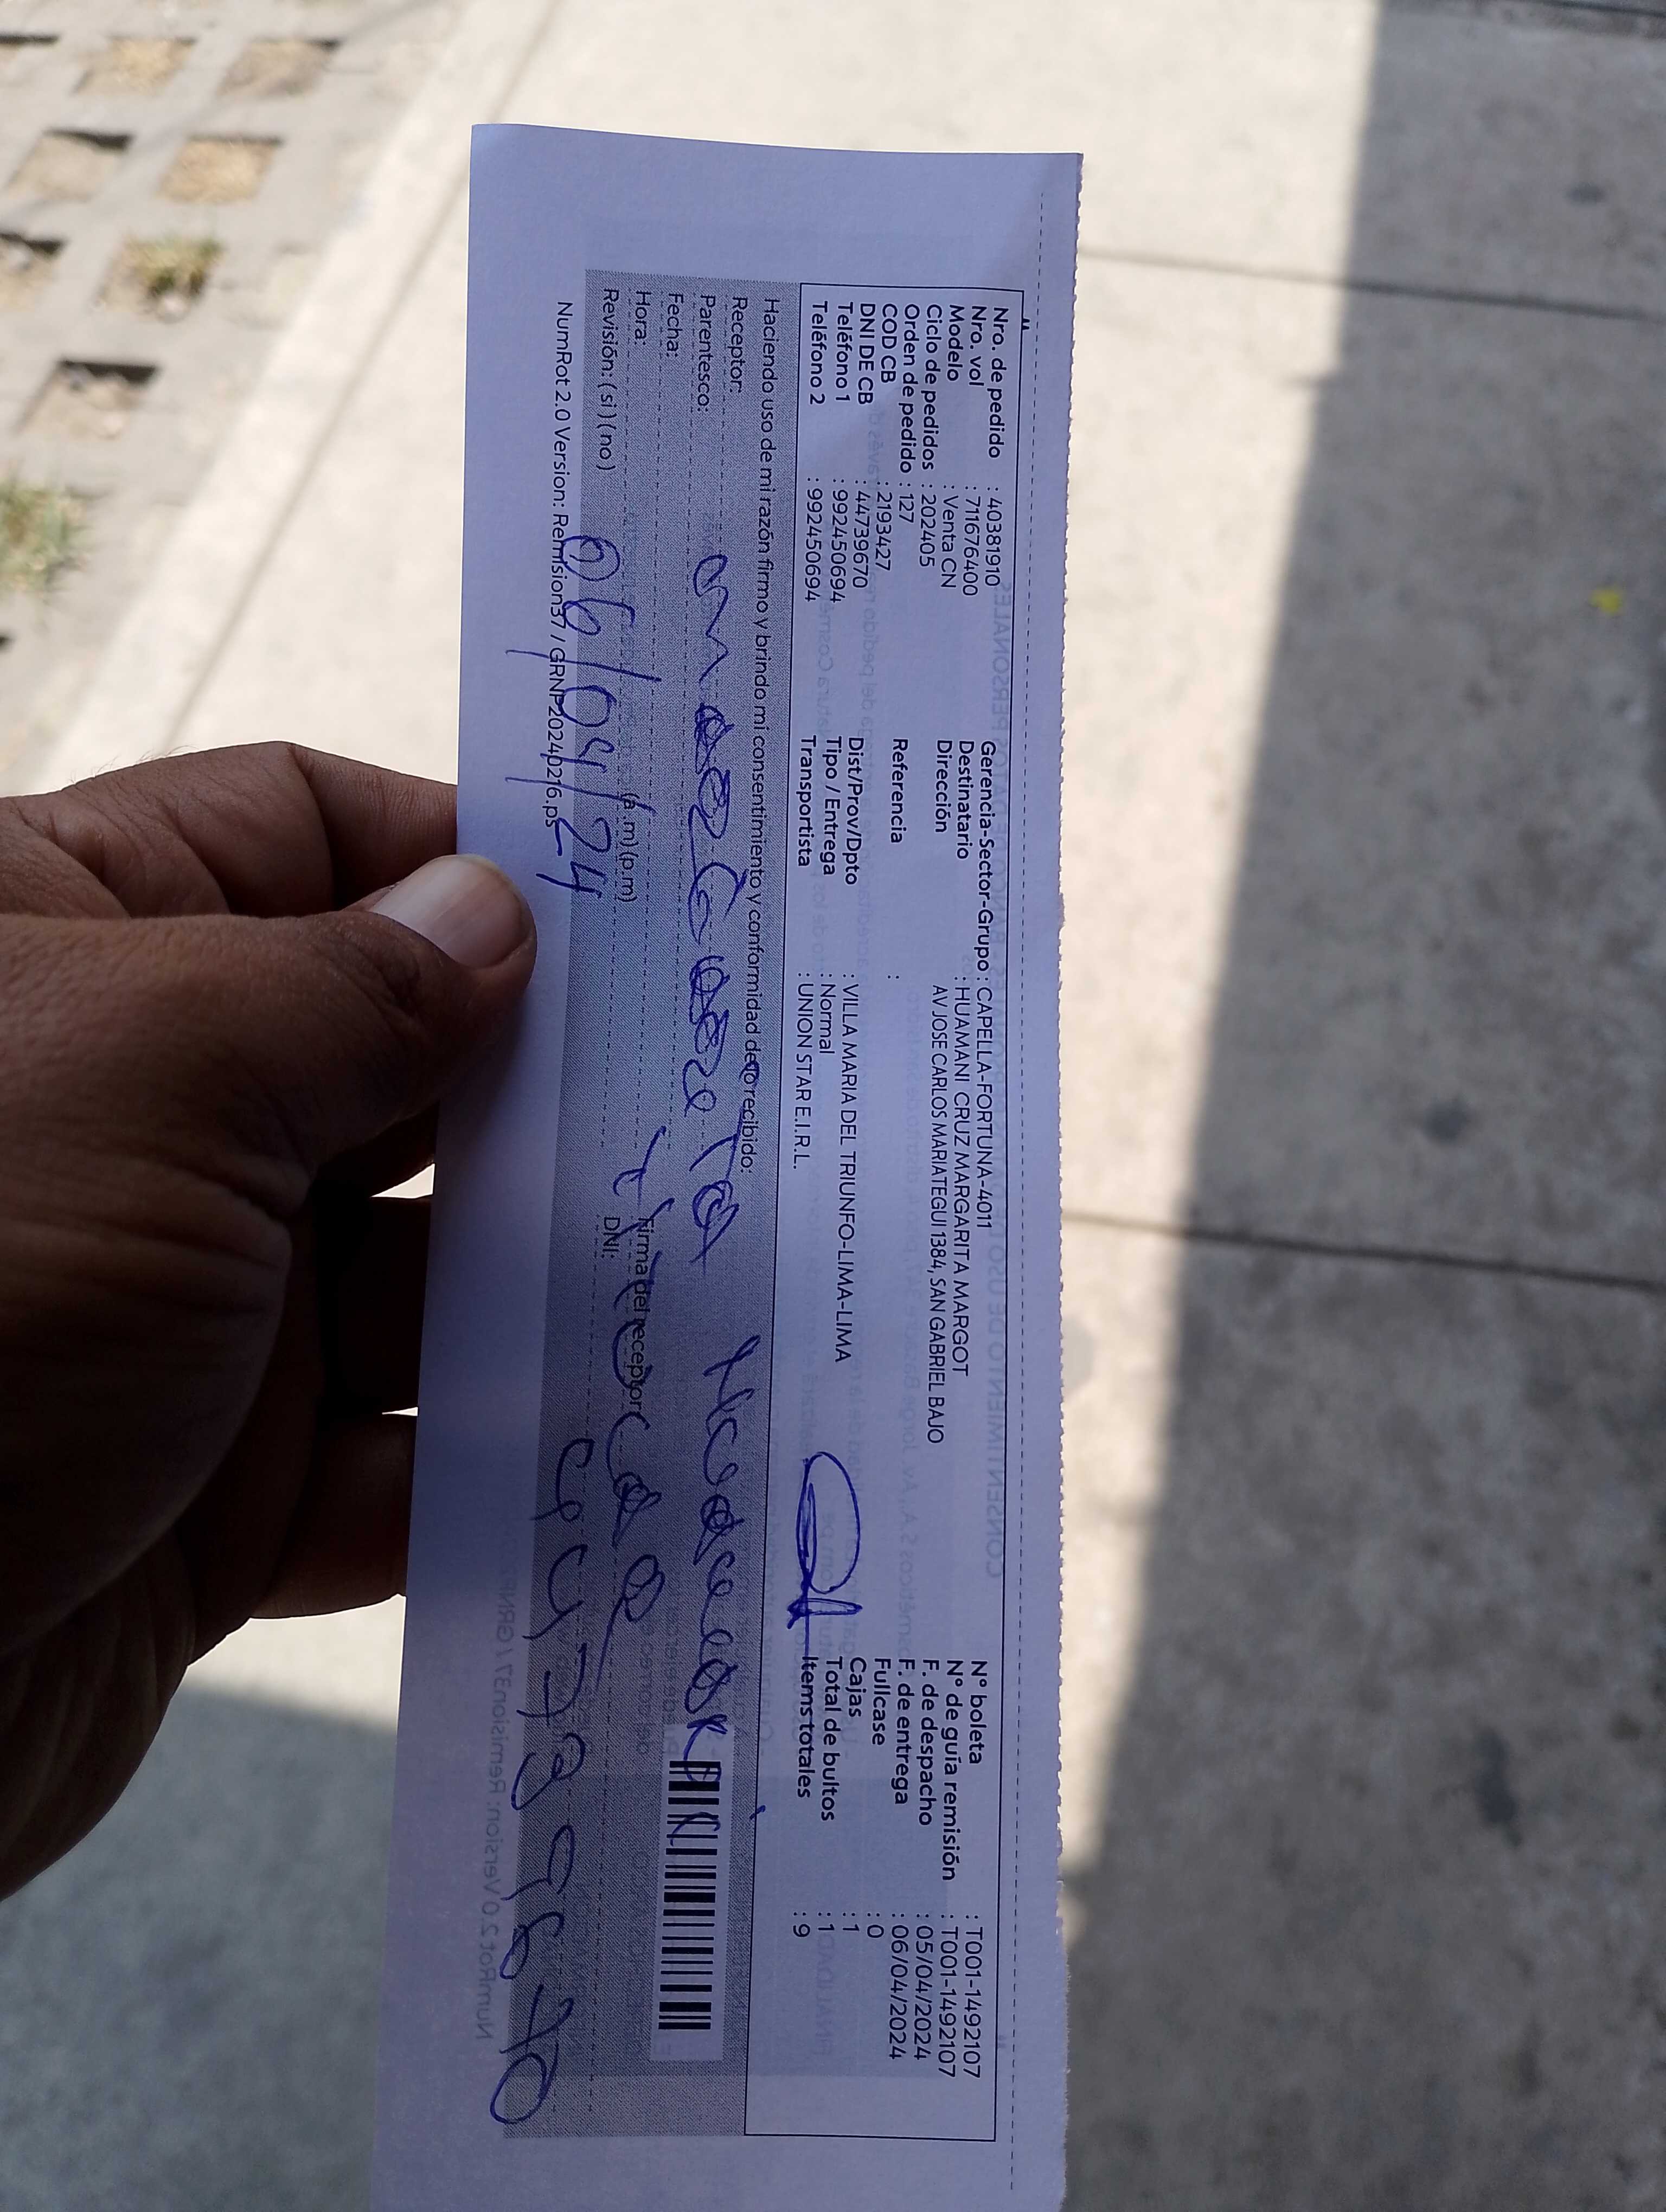 Nro. de pedido : 40381910
Nro. vol : 711676400
Modelo : Venta CN
Ciclo de pedidos : 202405
Orden de pedido : 127
COD CB : 2193427
DNI DE CB : 44739670
Teléfono 1 : 992450694
Teléfono 2 : 992450694
Gerencia-Sector-Grupo : CAPELLA-FORTUNA-4011
Destinatario : HUAMANI CRUZ MARGARITA MARGOT
Dirección AV JOSE CARLOS MARIATEGUI 1384, SAN GABRIEL BAJO
Referencia :
Dist/Prov/Dpto : VILLA MARIA DEL TRIUNFO-LIMA-LIMA
Tipo / Entrega : Normal
Transportista : UNION STAR E.I.R.L.
N° boleta : T001-1492107
N° de guía remisión : T001-1492107
F. de despacho : 05/04/2024
F. de entrega : 06/04/2024
Fullcase : 0
Cajas : 1
Total de bultos : 1
Items totales : 9
Haciendo uso de mi razón firmo y brindo mi consentimiento y conformidad de lo recibido:
Receptor:
Parentesco:
Fecha:
Hora: (a.m)(p.m)
Revisión: ( si ) ( no )
Firma del receptor
DNI:
06/04/24
NumRot 2.0 Version: Remision37 / GRNP20240216.ps